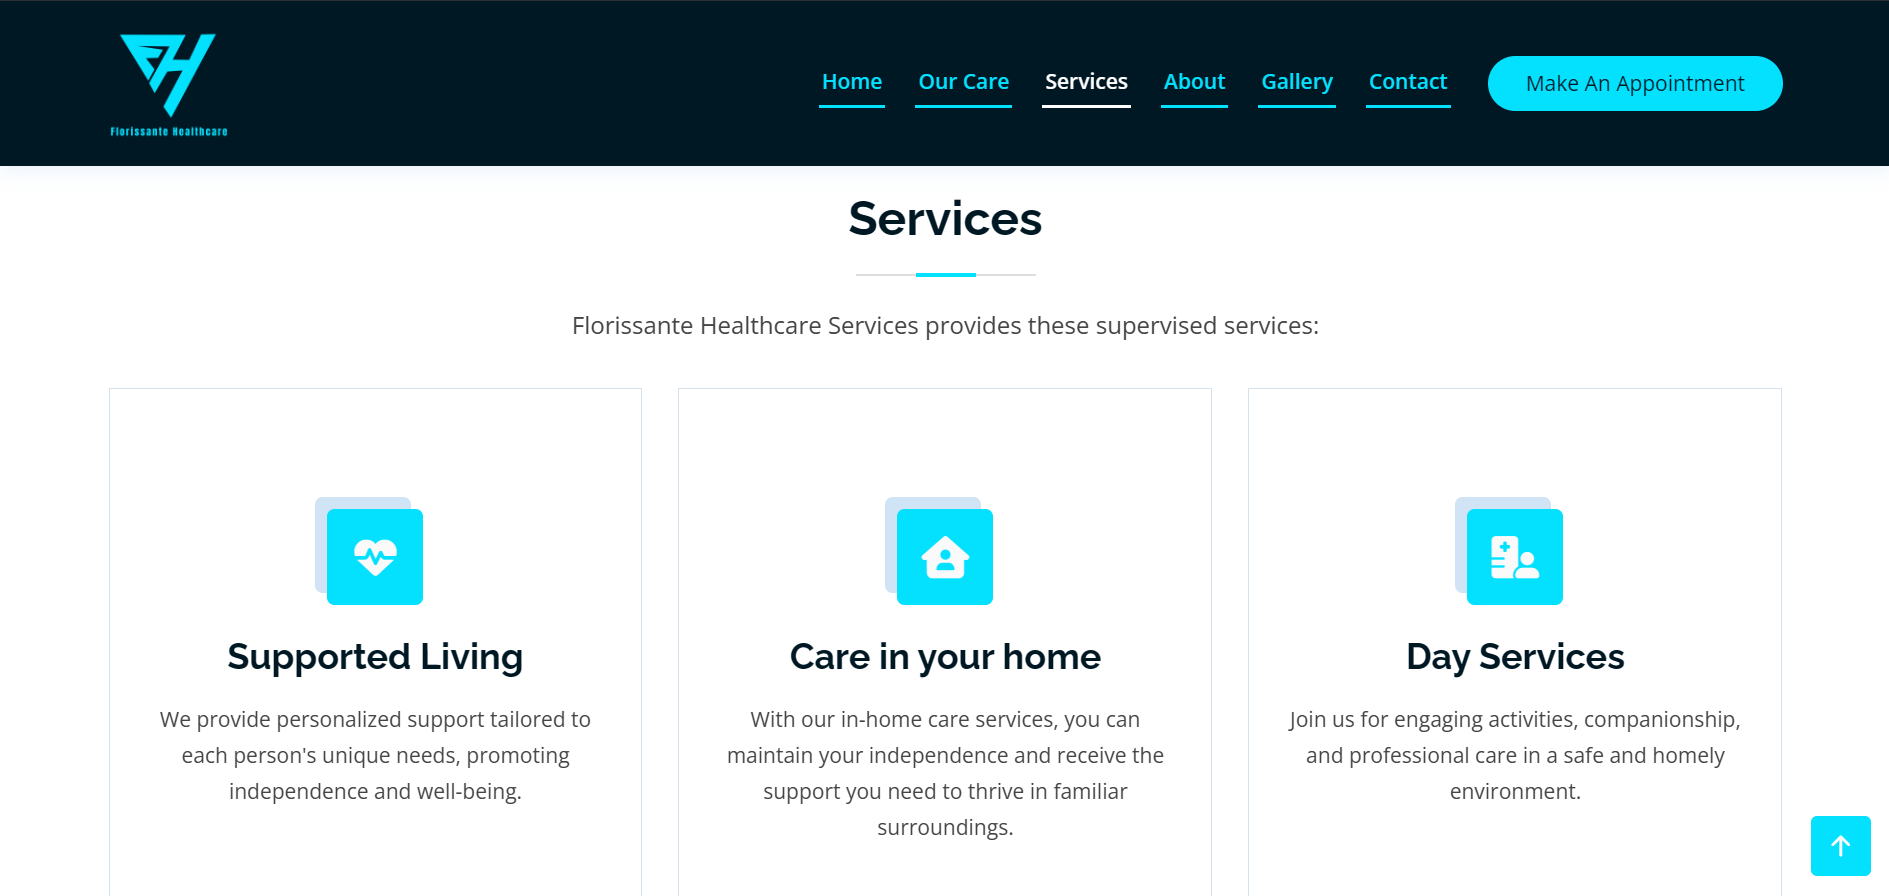 FH
Florissante Healthcare
Home Our Care Services About Gallery Contact Make An Appointment
Services
Florissante Healthcare Services provides these supervised services:
Supported Living
We provide personalized support tailored to
each person's unique needs, promoting
independence and well-being.
Care in your home
With our in-home care services, you can
maintain your independence and receive the
support you need to thrive in familiar
surroundings.
Day Services
Join us for engaging activities, companionship,
and professional care in a safe and homely
environment.